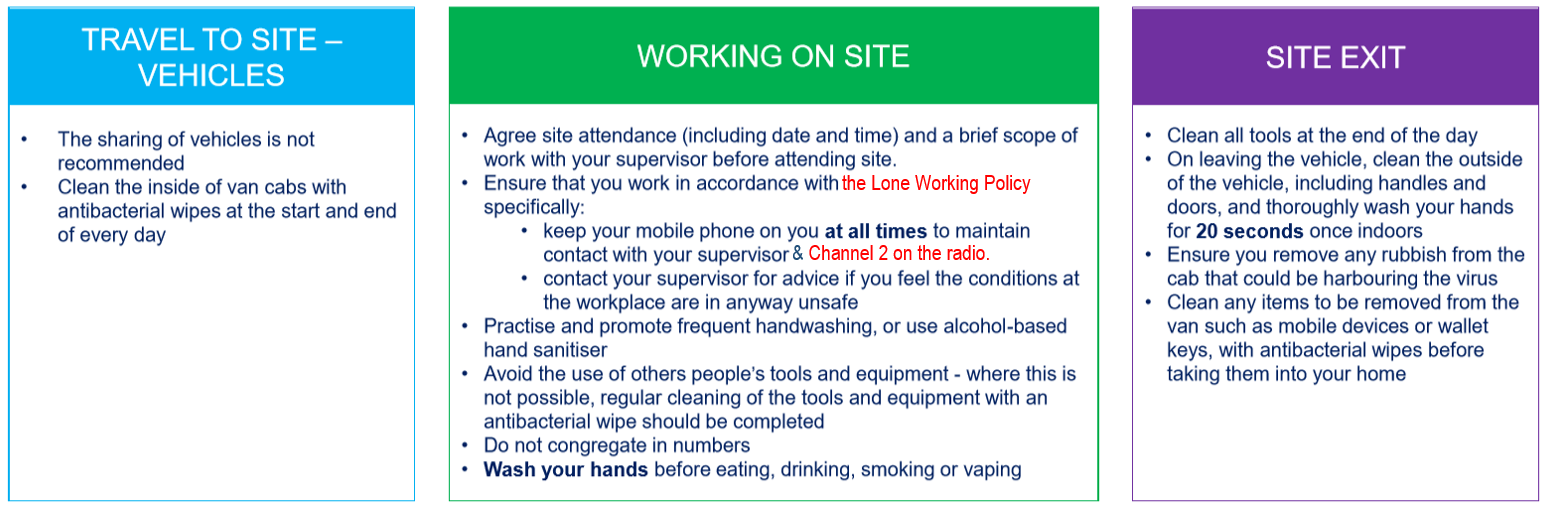 TRAVEL TO SITE –
VEHICLES
• The sharing of vehicles is not
recommended
• Clean the inside of van cabs with
antibacterial wipes at the start and end
of every day
WORKING ON SITE
• Agree site attendance (including date and time) and a brief scope of
work with your supervisor before attending site.
• Ensure that you work in accordance with the Lone Working Policy
specifically:
• keep your mobile phone on you at all times to maintain
contact with your supervisor & Channel 2 on the radio.
• contact your supervisor for advice if you feel the conditions at
the workplace are in anyway unsafe
• Practise and promote frequent handwashing, or use alcohol-based
hand sanitiser
• Avoid the use of others people’s tools and equipment - where this is
not possible, regular cleaning of the tools and equipment with an
antibacterial wipe should be completed
• Do not congregate in numbers
• Wash your hands before eating, drinking, smoking or vaping
SITE EXIT
• Clean all tools at the end of the day
• On leaving the vehicle, clean the outside
of the vehicle, including handles and
doors, and thoroughly wash your hands
for 20 seconds once indoors
• Ensure you remove any rubbish from the
cab that could be harbouring the virus
• Clean any items to be removed from the
van such as mobile devices or wallet
keys, with antibacterial wipes before
taking them into your home